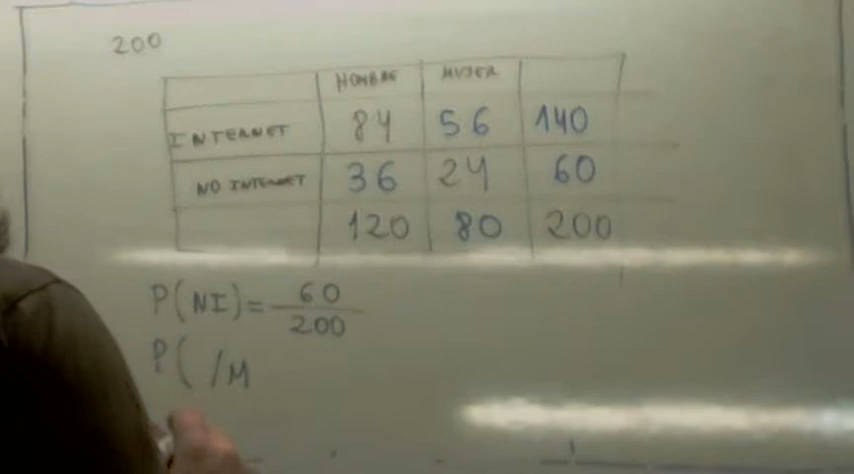 200
HOMBRE MUJER
INTERNET 84 56 140
NO INTERNET 36 24 60
120 80 200
P(NI)= 60
200
P( /M